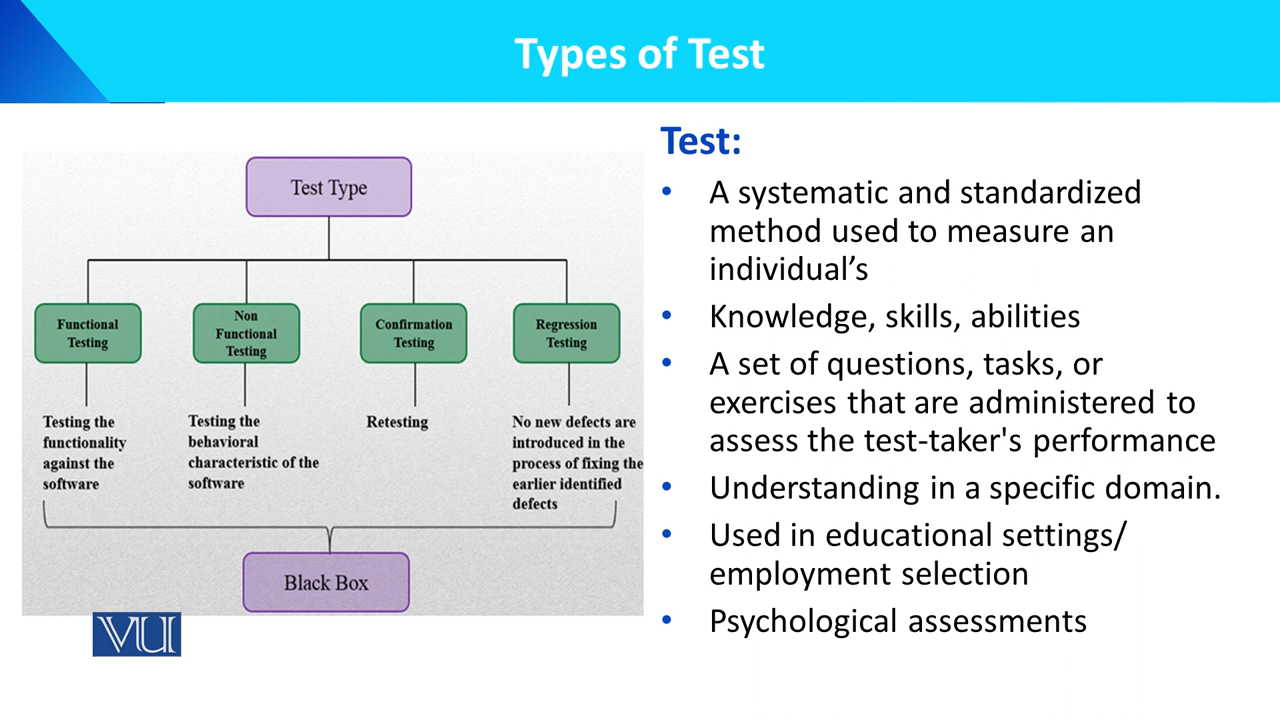 Types of Test
Test Type
Functional
Testing
Non
Functional
Testing
Confirmation
Testing
Regression
Testing
Testing the
functionality
against the
software
Testing the
behavioral
characteristic of the
software
Retesting
No new defects are
introduced in the
process of fixing the
earlier identified
defects
Black Box
VU
Test:
• A systematic and standardized
method used to measure an
individual’s
• Knowledge, skills, abilities
• A set of questions, tasks, or
exercises that are administered to
assess the test-taker's performance
• Understanding in a specific domain.
• Used in educational settings/
employment selection
• Psychological assessments